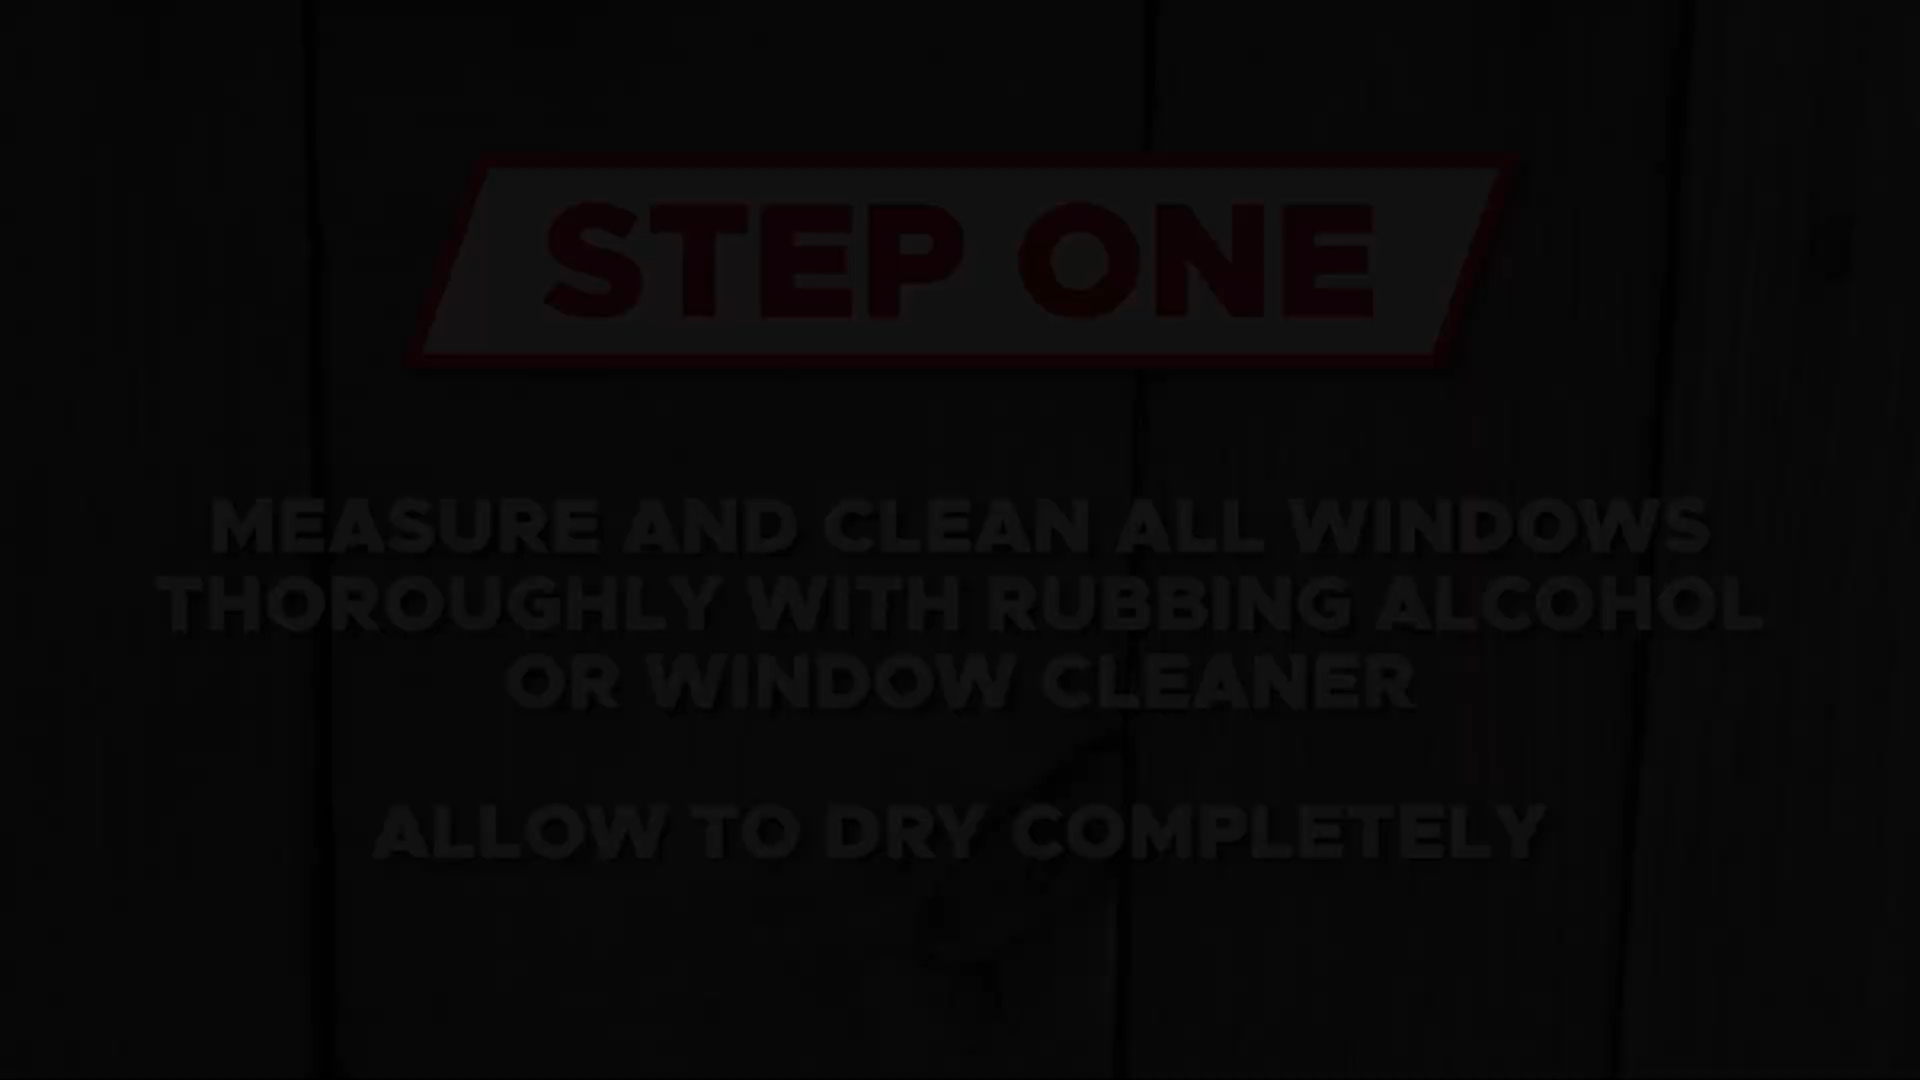 STEP ONE
MEASURE AND CLEAN ALL WINDOWS
THOROUGHLY WITH RUBBING ALCOHOL
OR WINDOW CLEANER
ALLOW TO DRY COMPLETELY